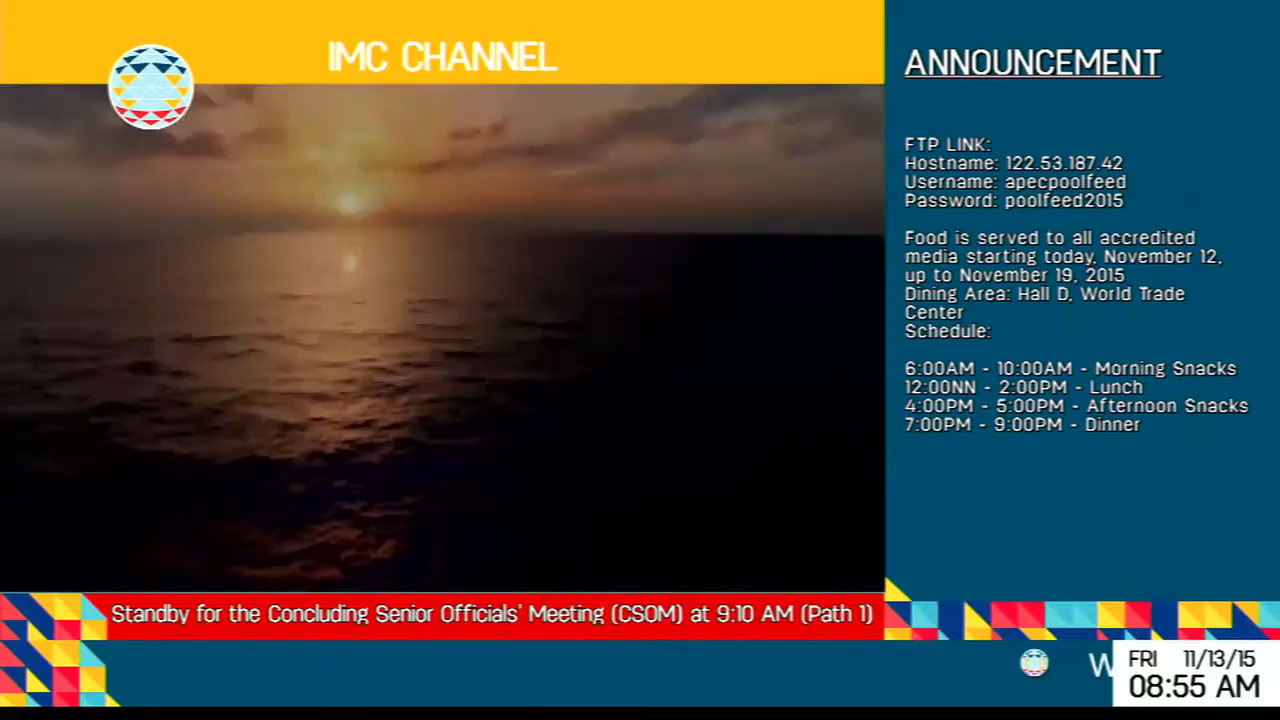 IMC CHANNEL
ANNOUNCEMENT
FTP LINK:
Hostname: 122.53.187.42
Username: apecpoolfeed
Password: poolfeed2015
Food is served to all accredited
media starting today, November 12,
up to November 19, 2015
Dining Area: Hall D, World Trade
Center
Schedule:
6:00AM - 10:00AM - Morning Snacks
12:00NN - 2:00PM - Lunch
4:00PM - 5:00PM - Afternoon Snacks
7:00PM - 9:00PM - Dinner
Standby for the Concluding Senior Officials' Meeting (CSOM) at 9:10 AM (Path 1)
FRI 11/13/15
08:55 AM